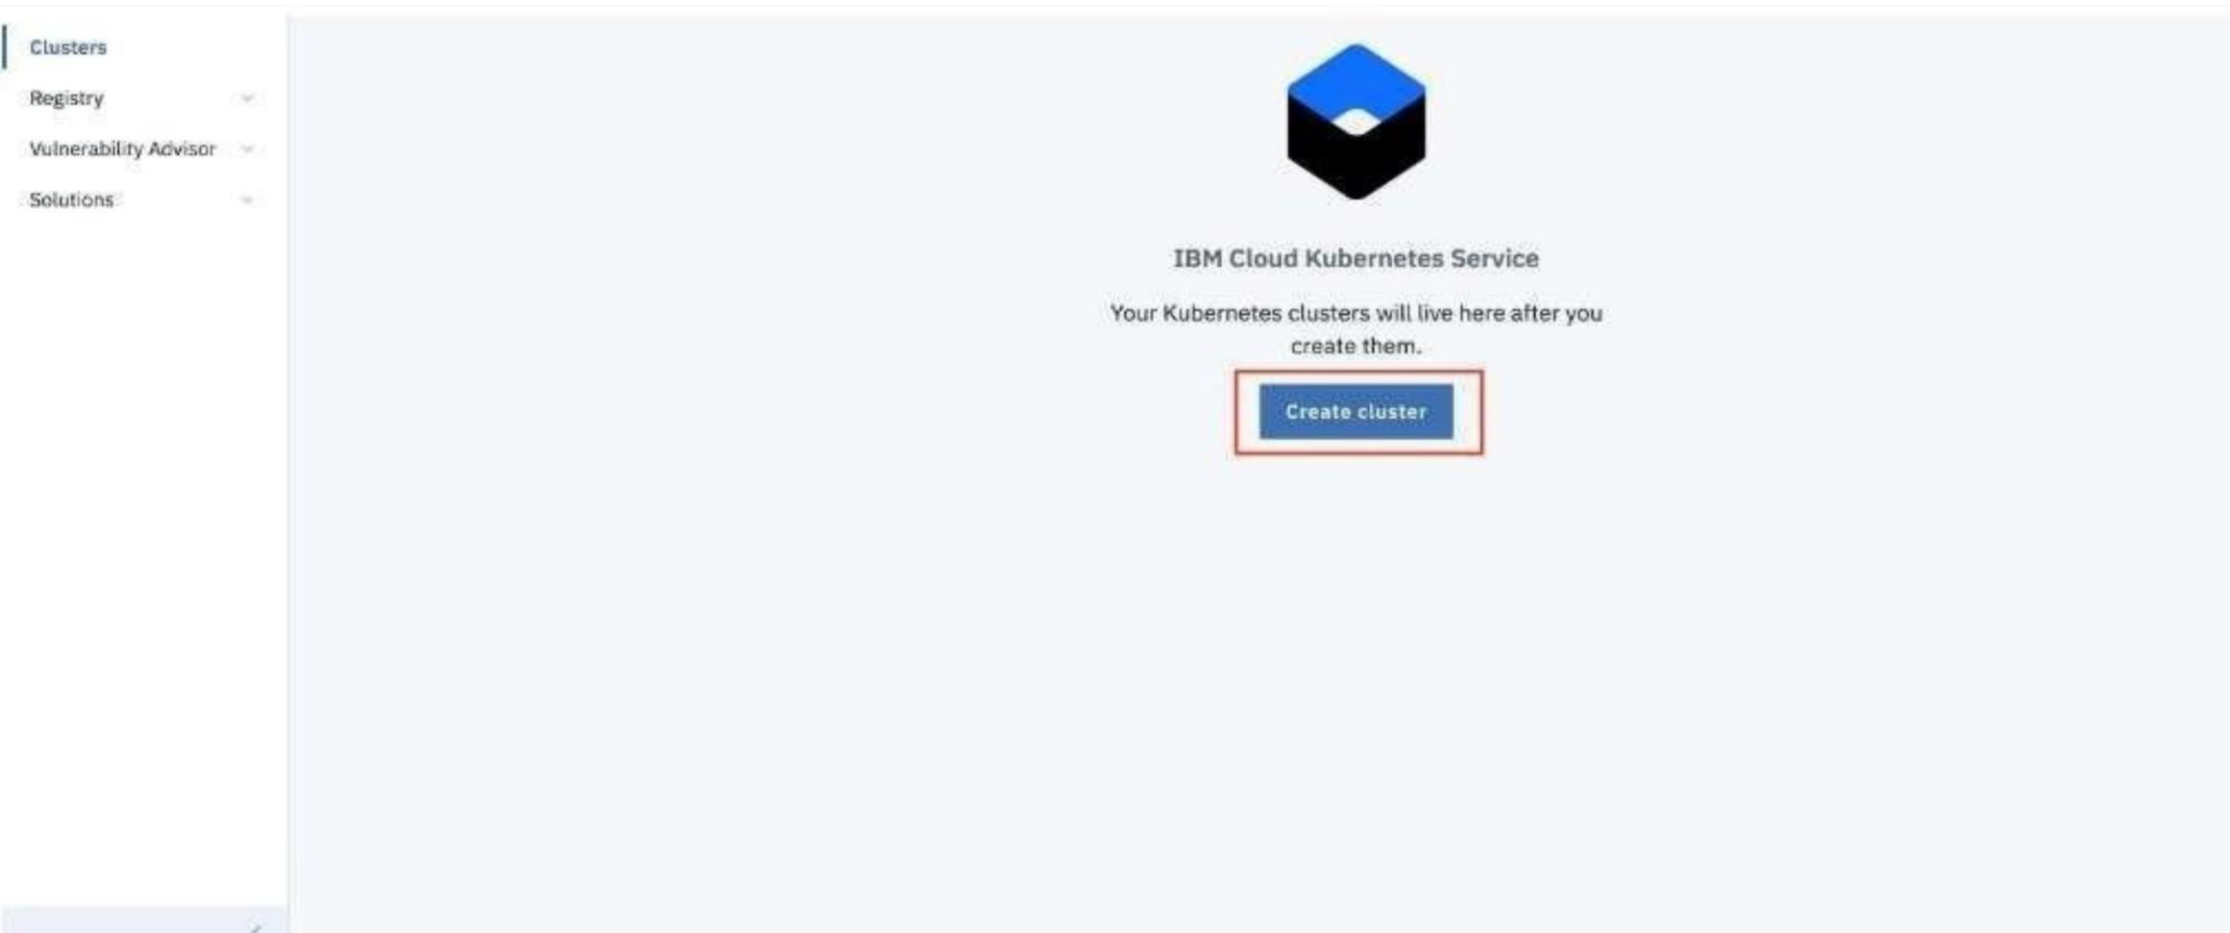 Clusters
Registry
Vulnerability Advisor
Solutions
IBM Cloud Kubernetes Service
Your Kubernetes clusters will live here after you
create them.
Create cluster